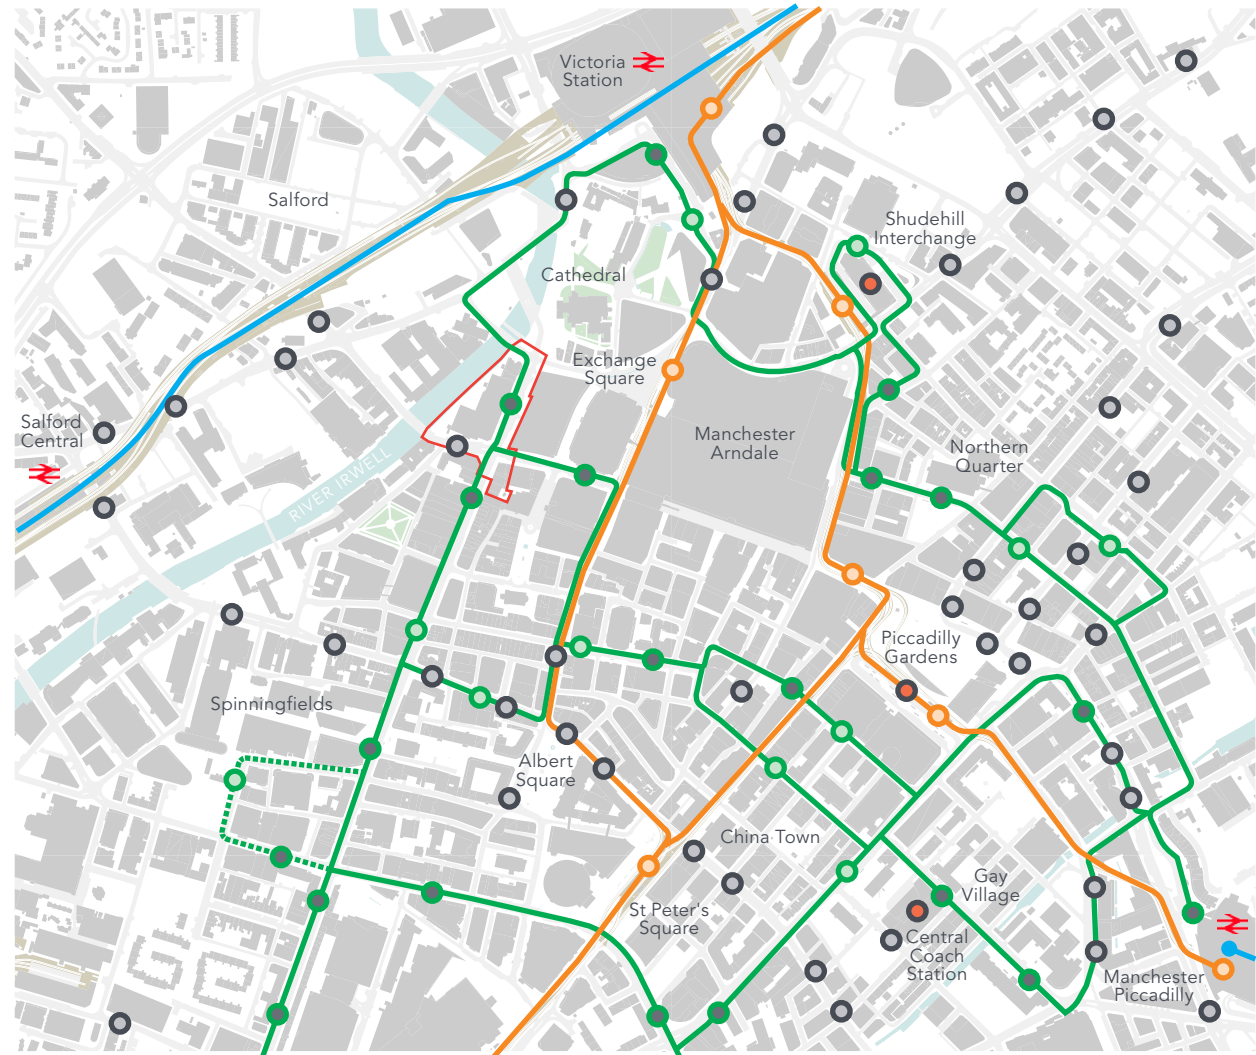 Victoria
Station
Salford
Shudehill
Interchange
Cathedral
Exchange
Square
Salford
Central
Manchester
Arndale
Northern
Quarter
RIVER IRWELL
Piccadilly
Gardens
Spinningfields
Albert
Square
China Town
Gay
Village
St Peter's
Square
Central
Coach
Station
Manchester
Piccadilly